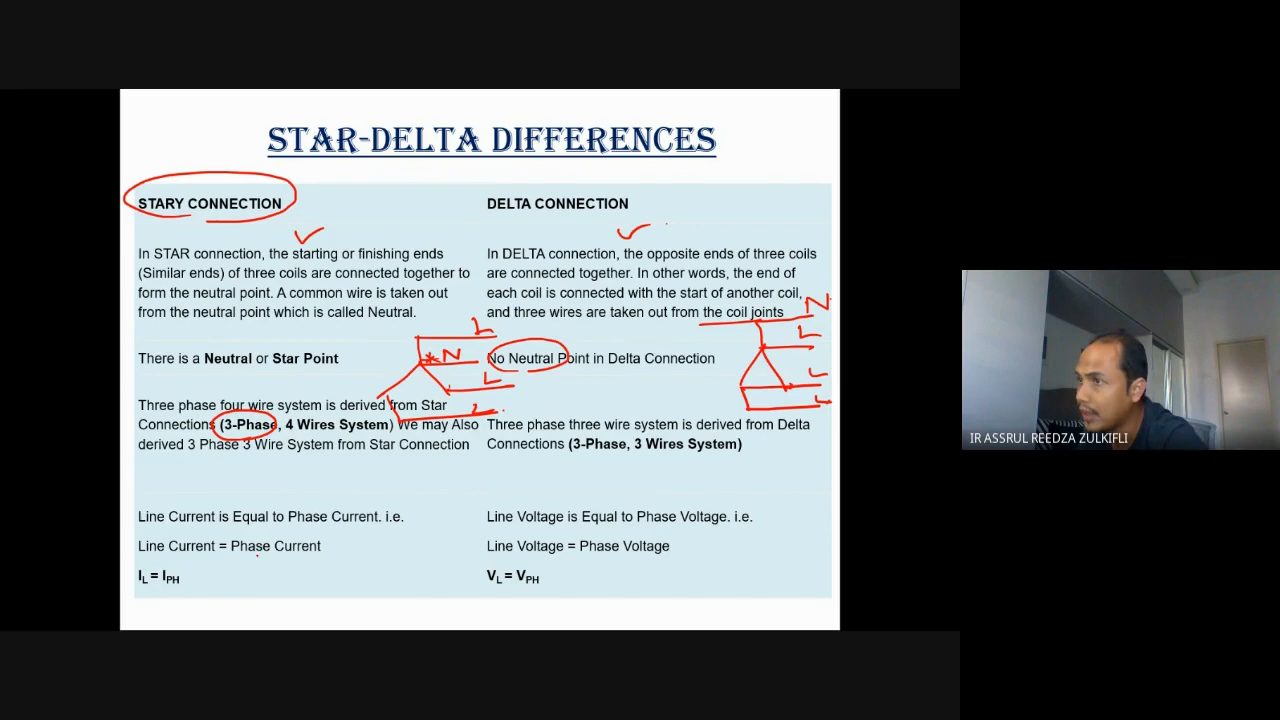 STAR-DELTA DIFFERENCES
STARY CONNECTION
DELTA CONNECTION
In STAR connection, the starting or finishing ends
(Similar ends) of three coils are connected together to
form the neutral point. A common wire is taken out
from the neutral point which is called Neutral.
In DELTA connection, the opposite ends of three coils
are connected together. In other words, the end of
each coil is connected with the start of another coil,
and three wires are taken out from the coil joints
There is a Neutral or Star Point
No Neutral Point in Delta Connection
L
N
L
L
N
L
L
L
Three phase four wire system is derived from Star
Connections (3-Phase, 4 Wires System) We may Also
derived 3 Phase 3 Wire System from Star Connection
Three phase three wire system is derived from Delta
Connections (3-Phase, 3 Wires System)
Line Current is Equal to Phase Current. i.e.
Line Current = Phase Current
IL = IPH
Line Voltage is Equal to Phase Voltage. i.e.
Line Voltage = Phase Voltage
VL = VPH
IR ASSRUL REEDZA ZULKIFLI